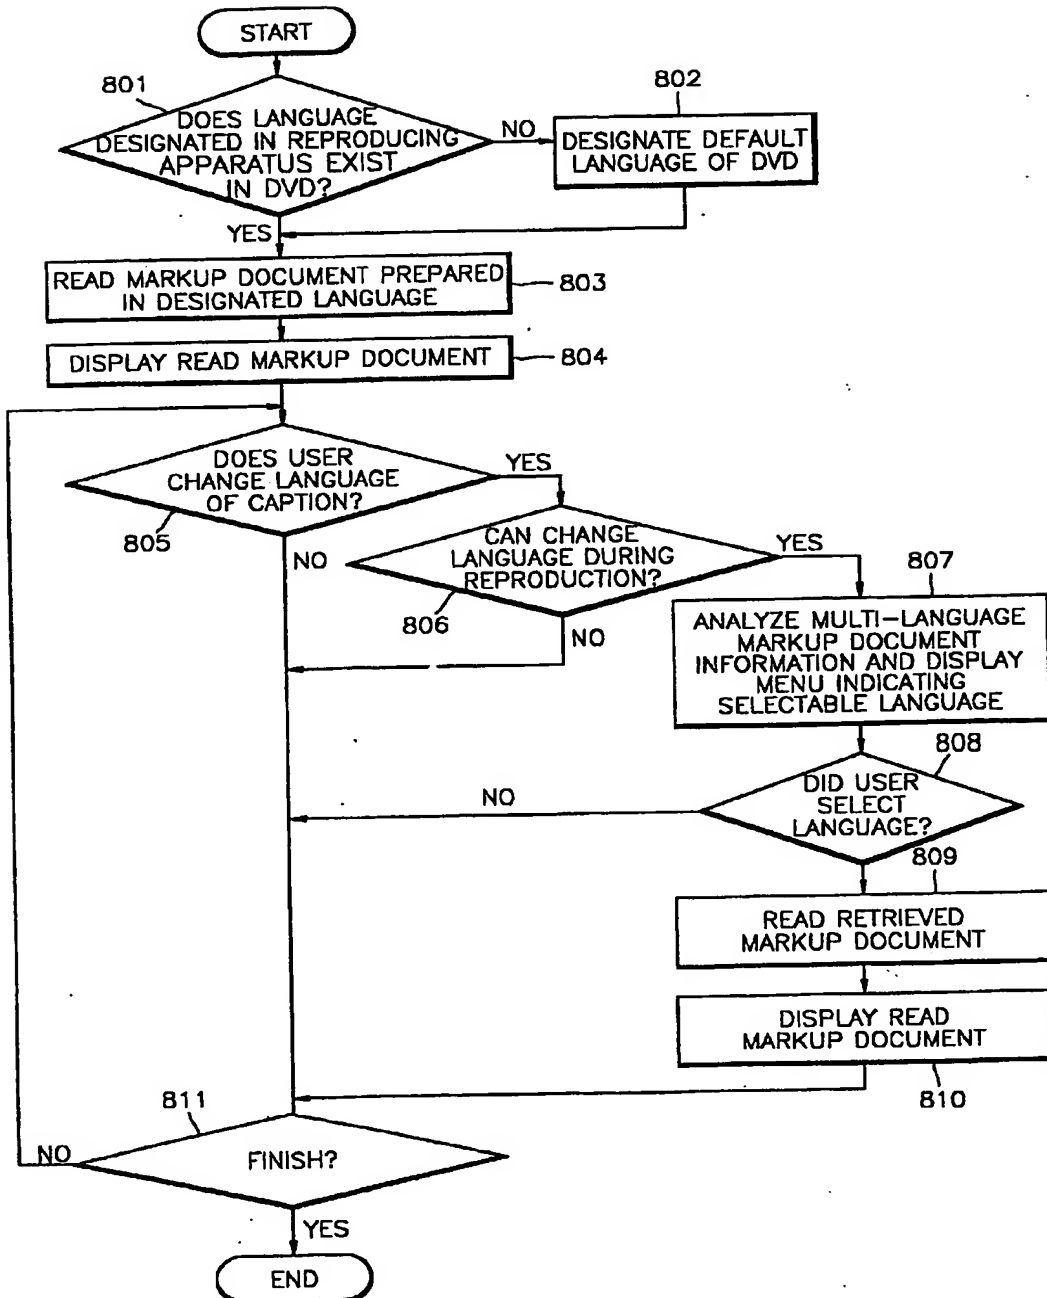 START
801
DOES LANGUAGE
DESIGNATED IN REPRODUCING
APPARATUS EXIST
IN DVD?
NO
802
DESIGNATE DEFAULT
LANGUAGE OF DVD
YES
READ MARKUP DOCUMENT PREPARED
IN DESIGNATED LANGUAGE
803
DISPLAY READ MARKUP DOCUMENT
804
DOES USER
CHANGE LANGUAGE
OF CAPTION?
805
YES
NO
CAN CHANGE
LANGUAGE DURING
REPRODUCTION?
806
YES
NO
807
ANALYZE MULTI-LANGUAGE
MARKUP DOCUMENT
INFORMATION AND DISPLAY
MENU INDICATING
SELECTABLE LANGUAGE
808
DID USER
SELECT
LANGUAGE?
NO
809
READ RETRIEVED
MARKUP DOCUMENT
DISPLAY READ
MARKUP DOCUMENT
810
811
FINISH?
NO
YES
END